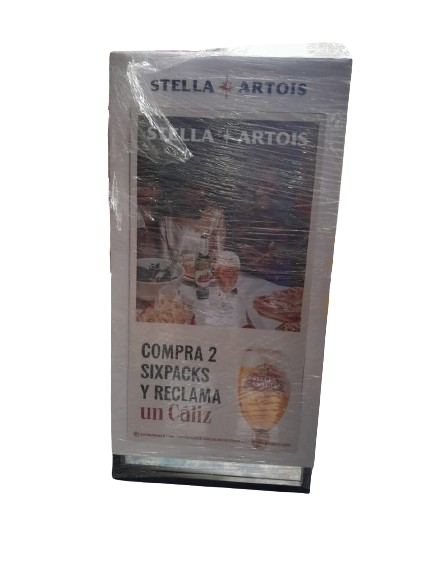 STELLA ARTOIS
STELLA ARTOIS
COMPRA 2
SIXPACKS
Y RECLAMA
un Cáliz